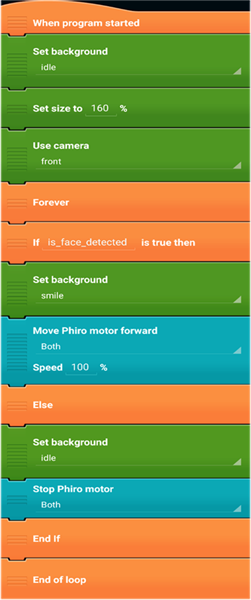 When program started
Set background
idle
Set size to 160 %
Use camera
front
Forever
If is_face_detected is true then
Set background
smile
Move Phiro motor forward
Both
Speed 100 %
Else
Set background
idle
Stop Phiro motor
Both
End If
End of loop